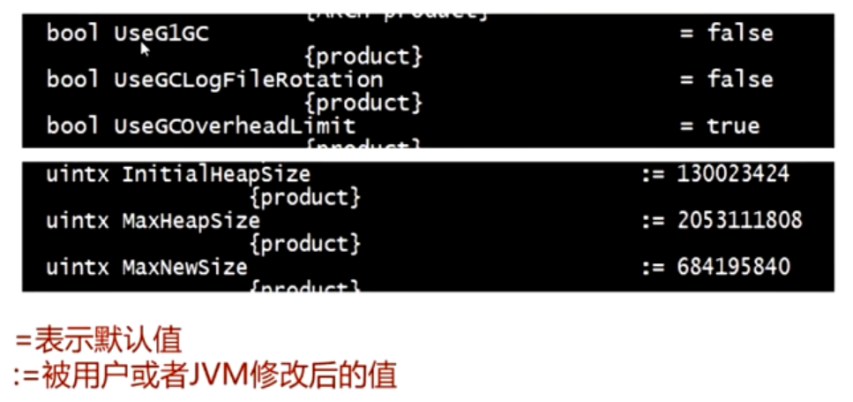 {ARCH product}
bool UseG1GC = false
{product}
bool UseGCLogFileRotation = false
{product}
bool UseGCOverheadLimit = true
{product}
uintx InitialHeapSize := 130023424
{product}
uintx MaxHeapSize := 2053111808
{product}
uintx MaxNewSize := 684195840
{product}
=表示默认值
:=被用户或者JVM修改后的值